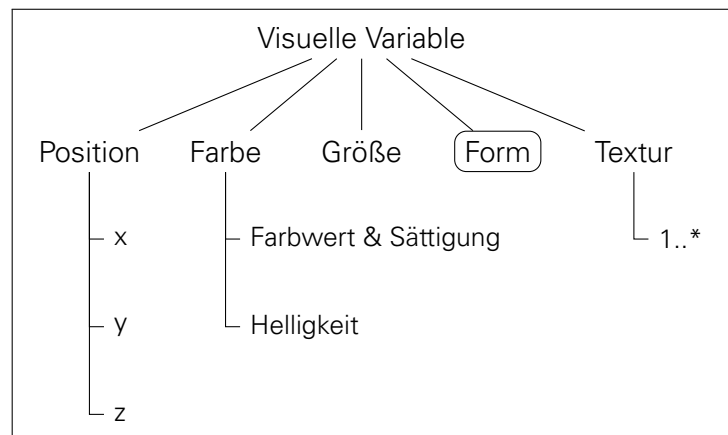 Visuelle Variable
Position Farbe Größe Form Textur
x Farbwert & Sättigung 1..*
y Helligkeit
z